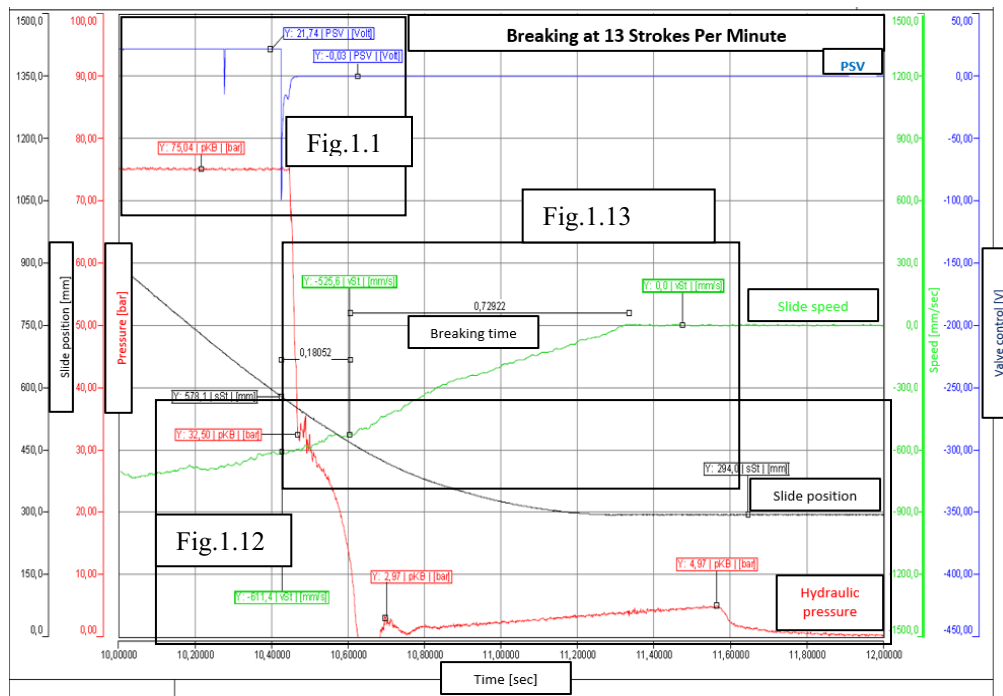 Breaking at 13 Strokes Per Minute
PSV
1500,0
1350,0
1200,0
1050,0
900,0
750,0
600,0
450,0
300,0
150,0
0,0
Slide position [mm]
100,00
90,00
80,00
70,00
60,00
50,00
40,00
30,00
20,00
10,00
0,00
Pressure [bar]
Y: 21,74 | PSV | [Volt]
Y: -0,03 | PSV | [Volt]
Fig.1.1
Y: 75,04 | pKB | [bar]
Fig.1.13
Y: -525,6 | vSt | [mm/s]
Y: 0,0 | vSt | [mm/s]
0,72922
Slide speed
Breaking time
0,18052
Y: 578,1 | sSt | [mm]
Y: 32,50 | pKB | [bar]
Y: 294,0 | sSt | [mm]
Slide position
Fig.1.12
Y: 2,97 | pKB | [bar]
Y: 4,97 | pKB | [bar]
Y: -611,4 | vSt | [mm/s]
Hydraulic
pressure
1500,0
1200,0
900,0
600,0
300,0
0,0
-300,0
-600,0
-900,0
-1200,0
-1500,0
Speed [mm/sec]
50,00
0,00
-50,00
-100,00
-150,00
-200,00
-250,00
-300,00
-350,00
-400,00
-450,00
Valve control [V]
10,00000
10,20000
10,40000
10,60000
10,80000
11,00000
11,20000
11,40000
11,60000
11,80000
12,00000
Time [sec]